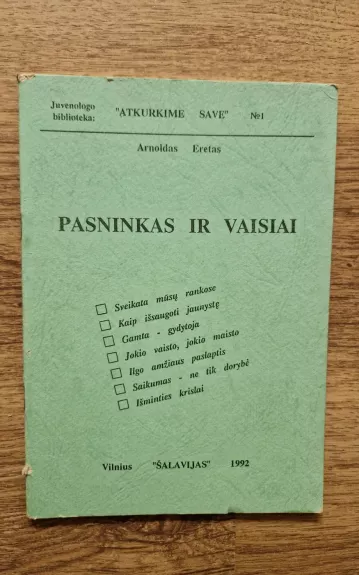 Juvenologo
biblioteka: "ATKURKIME SAVE" №1
Arnoldas Eretas
PASNINKAS IR VAISIAI
Sveikata mūsų rankose
Kaip išsaugoti jaunystę
Gamta - gydytoja
Jokio vaisto, jokio maisto
Ilgo amžiaus paslaptis
Saikumas - ne tik dorybė
Išminties krislai
Vilnius "ŠALAVIJAS" 1992